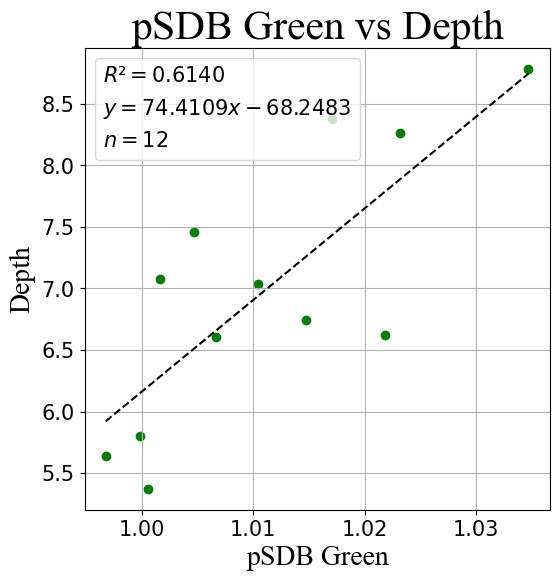 pSDB Green vs Depth
R² = 0.6140
y = 74.4109x − 68.2483
n = 12
Depth
8.5
8.0
7.5
7.0
6.5
6.0
5.5
1.00 1.01 1.02 1.03
pSDB Green